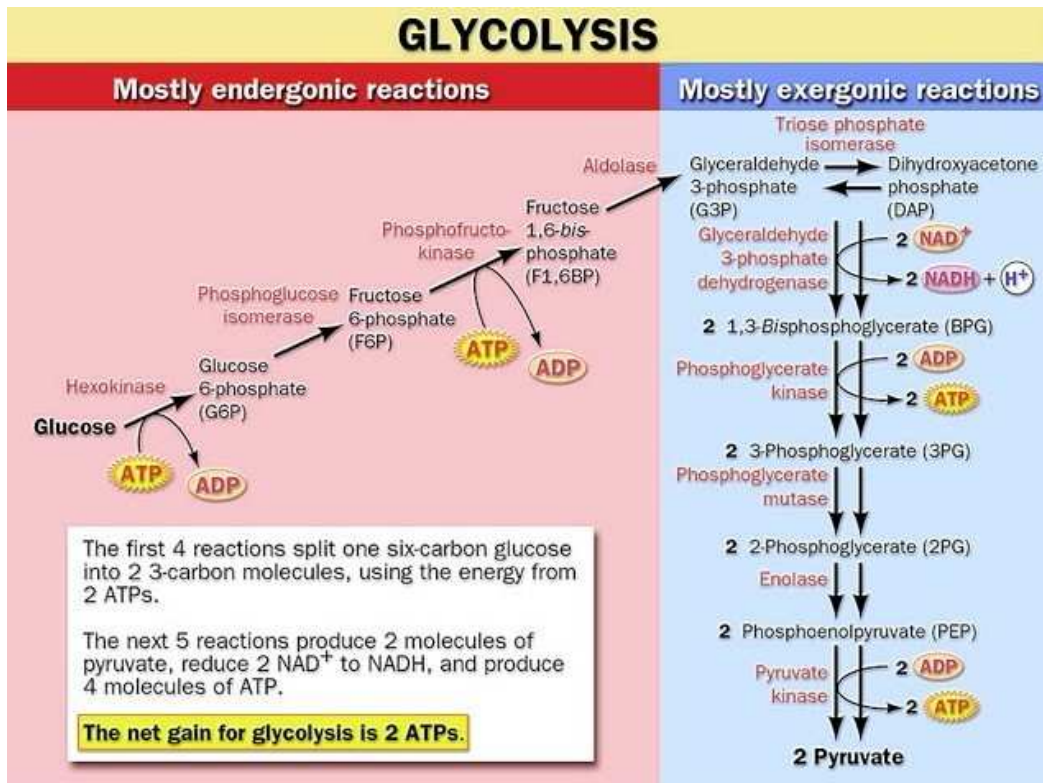 GLYCOLYSIS
Mostly endergonic reactions
Mostly exergonic reactions
Glucose
Hexokinase
ATP
ADP
Glucose
6-phosphate
(G6P)
Phosphoglucose
isomerase
Fructose
6-phosphate
(F6P)
Phosphofructo-
kinase
ATP
ADP
Fructose
1,6-bis-
phosphate
(F1,6BP)
Aldolase
Triose phosphate
isomerase
Glyceraldehyde
3-phosphate
(G3P)
Dihydroxyacetone
phosphate
(DAP)
Glyceraldehyde
3-phosphate
dehydrogenase
2 NAD+
2 NADH + H+
2 1,3-Bisphosphoglycerate (BPG)
Phosphoglycerate
kinase
2 ADP
2 ATP
2 3-Phosphoglycerate (3PG)
Phosphoglycerate
mutase
2 2-Phosphoglycerate (2PG)
Enolase
2 Phosphoenolpyruvate (PEP)
Pyruvate
kinase
2 ADP
2 ATP
2 Pyruvate
The first 4 reactions split one six-carbon glucose
into 2 3-carbon molecules, using the energy from
2 ATPs.
The next 5 reactions produce 2 molecules of
pyruvate, reduce 2 NAD+ to NADH, and produce
4 molecules of ATP.
The net gain for glycolysis is 2 ATPs.